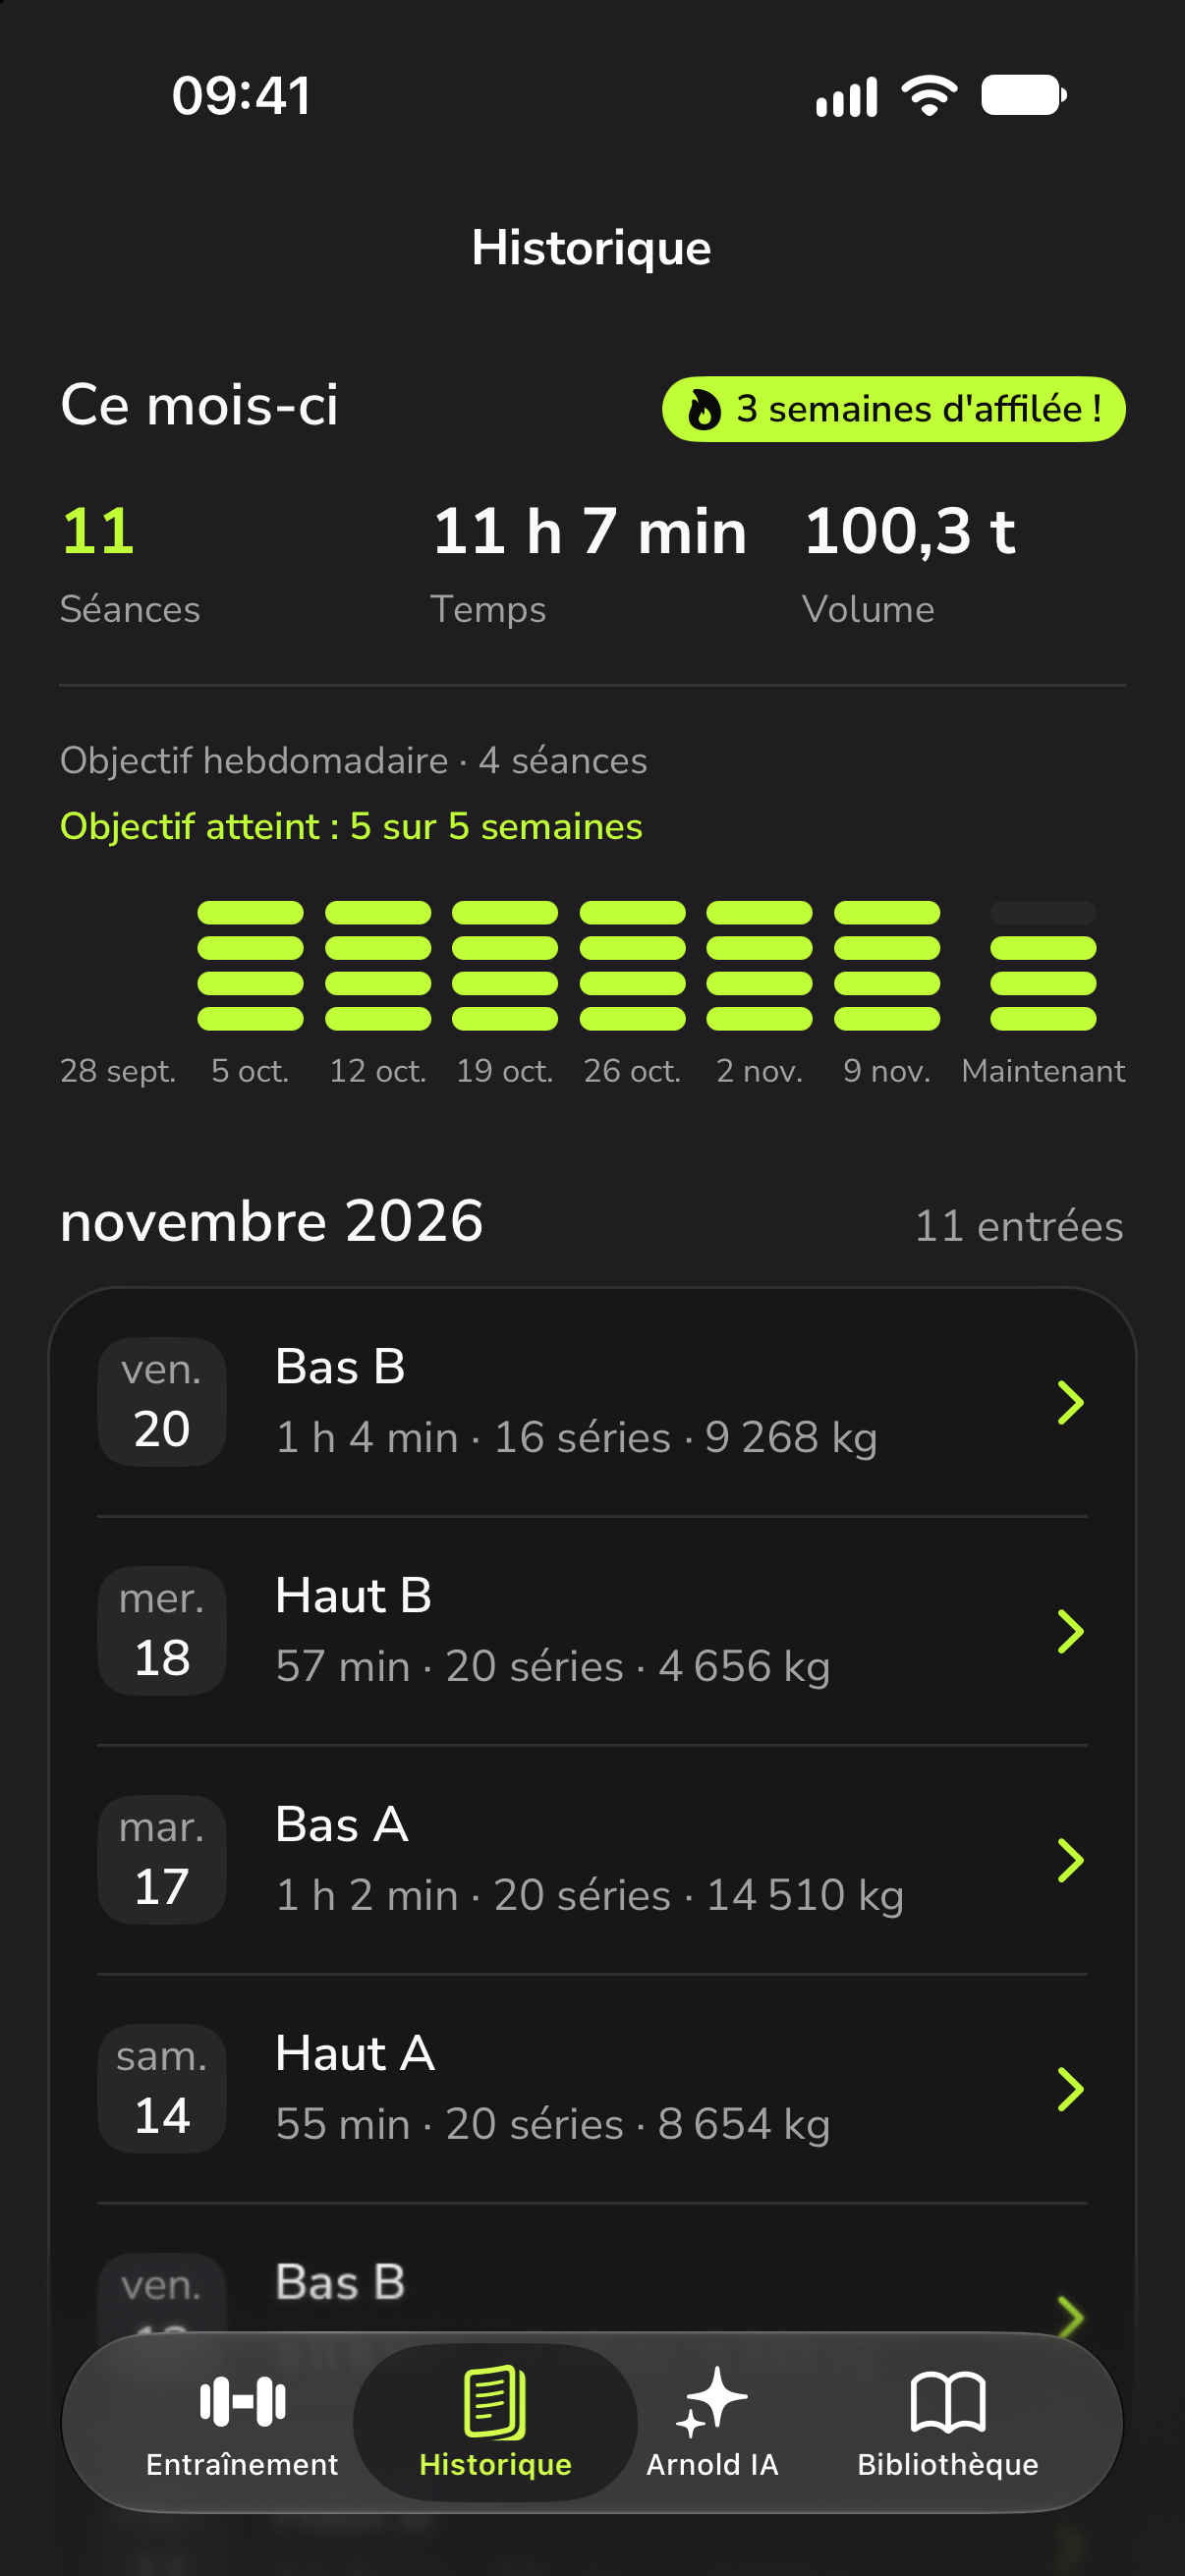 09:41
Historique
Ce mois-ci
3 semaines d'affilée !
11
11 h 7 min
100,3 t
Séances
Temps
Volume
Objectif hebdomadaire · 4 séances
Objectif atteint : 5 sur 5 semaines
28 sept.
5 oct.
12 oct.
19 oct.
26 oct.
2 nov.
9 nov.
Maintenant
novembre 2026
11 entrées
ven.
20
Bas B
1 h 4 min · 16 séries · 9 268 kg
mer.
18
Haut B
57 min · 20 séries · 4 656 kg
mar.
17
Bas A
1 h 2 min · 20 séries · 14 510 kg
sam.
14
Haut A
55 min · 20 séries · 8 654 kg
ven.
Bas B
Entraînement
Historique
Arnold IA
Bibliothèque